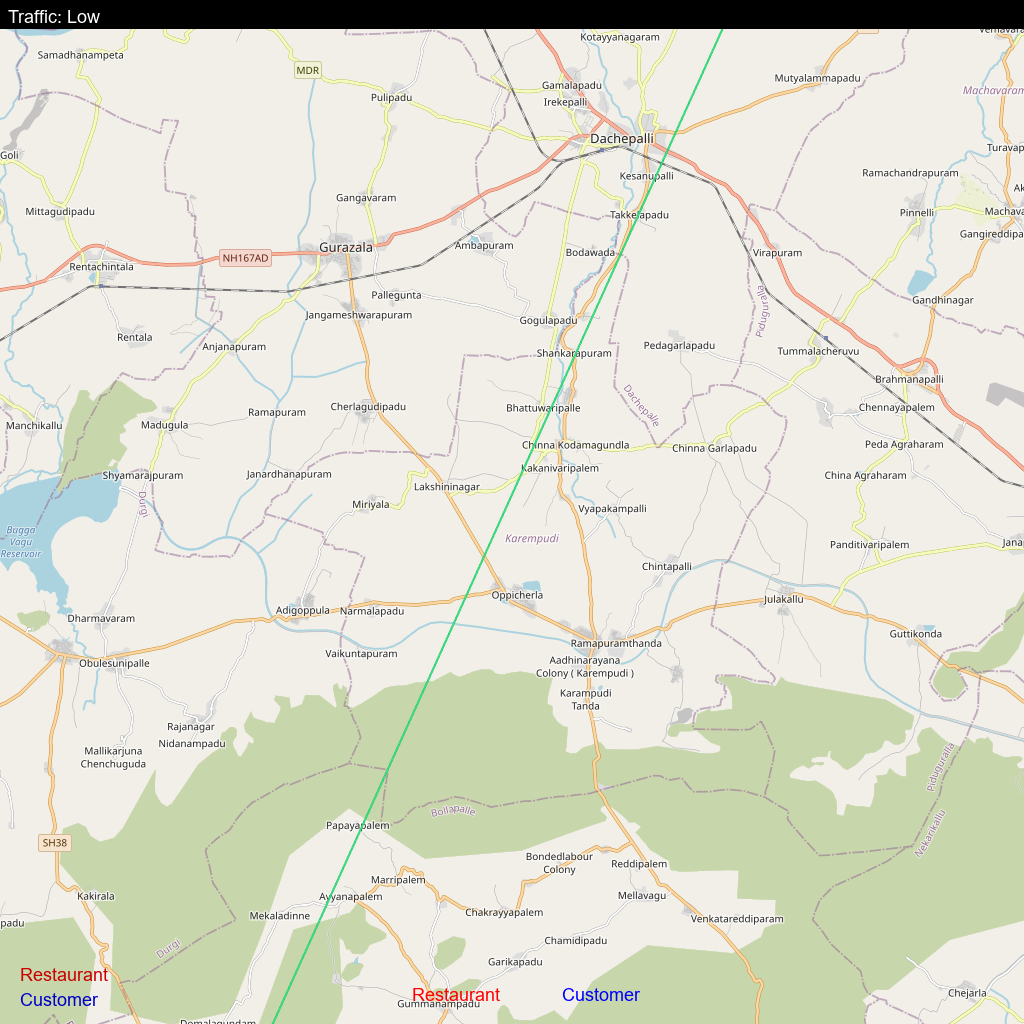 Traffic: Low
Kotayyanagaram
Samadhanampeta
MDR
Mutyalammapadu
Gamalapadu
Pulipadu
Machavaram
Irekepalli
Dachepalli
Turavap
Goli
Ramachandrapuram
Kesanupalli
Gangavaram
Mittagudipadu
Pinnelli
Machava
Takkelapadu
Gangireddipa
Gurazala
Ambapuram
Bodawada
Virapuram
NH167AD
Rentachintala
Pallegunta
Gandhinagar
Piduguralla
Jangameshwarapuram
Gogulapadu
Rentala
Anjanapuram
Pedagarlapadu
Shankarapuram
Tummalacheruvu
Brahmanapalli
Dachepalle
Cherlagudipadu
Bhattuwaripalle
Chennayapalem
Ramapuram
Manchikallu
Madugula
Chinna Kodamagundla
Chinna Garlapadu
Peda Agraharam
Kakanivaripalem
Shyamarajpuram
Janardhanapuram
China Agraharam
Lakshininagar
Durgi
Miriyala
Vyapakampalli
Bugga
Vagu
Reservoir
Karempudi
Panditivaripalem
Janap
Chintapalli
Oppicherla
Julakallu
Adigoppula
Narmalapadu
Dharmavaram
Guttikonda
Ramapuramthanda
Vaikuntapuram
Obulesunipalle
Aadhinarayana
Colony ( Karempudi )
Karampudi
Tanda
Rajanagar
Nidanampadu
Mallikarjuna
Chenchuguda
Piduguralla
Bollapalle
Papayapalem
Nekarikallu
SH38
Bondedlabour
Colony
Reddipalem
Marripalem
Kakirala
Avyanapalem
Mellavagu
Mekaladinne
Chakrayyapalem
Venkatareddiparam
padu
Chamidipadu
Durgi
Garikapadu
Restaurant
Customer
Restaurant
Customer
Gummanampadu
Chejarla
Domalagundam